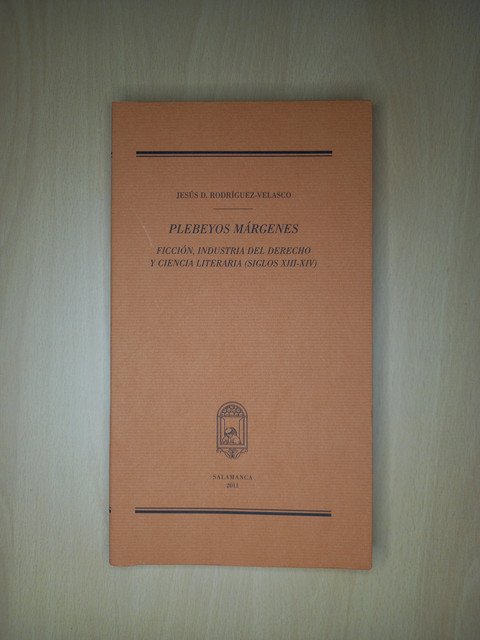 JESÚS D. RODRÍGUEZ-VELASCO
PLEBEYOS MÁRGENES
FICCIÓN, INDUSTRIA DEL DERECHO
Y CIENCIA LITERARIA (SIGLOS XIII-XIV)
SALAMANCA
2011